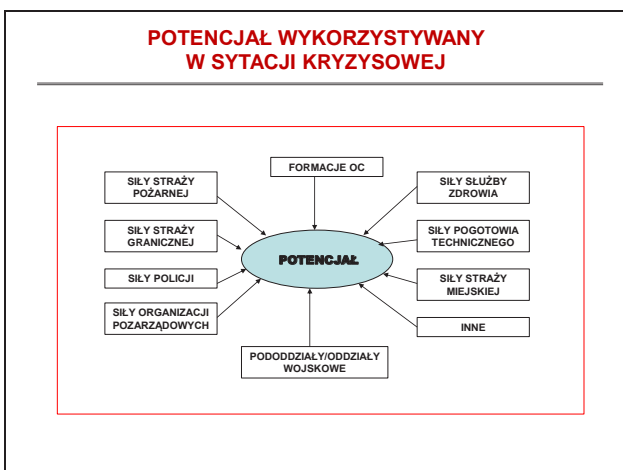 POTENCJAŁ WYKORZYSTYWANY
W SYTACJI KRYZYSOWEJ
FORMACJE OC
SIŁY STRAŻY
POŻARNEJ
SIŁY SŁUŻBY
ZDROWIA
SIŁY STRAŻY
GRANICZNEJ
SIŁY POGOTOWIA
TECHNICZNEGO
POTENCJAŁ
SIŁY POLICJI
SIŁY STRAŻY
MIEJSKIEJ
SIŁY ORGANIZACJI
POZARZĄDOWYCH
INNE
PODODDZIAŁY/ODDZIAŁY
WOJSKOWE